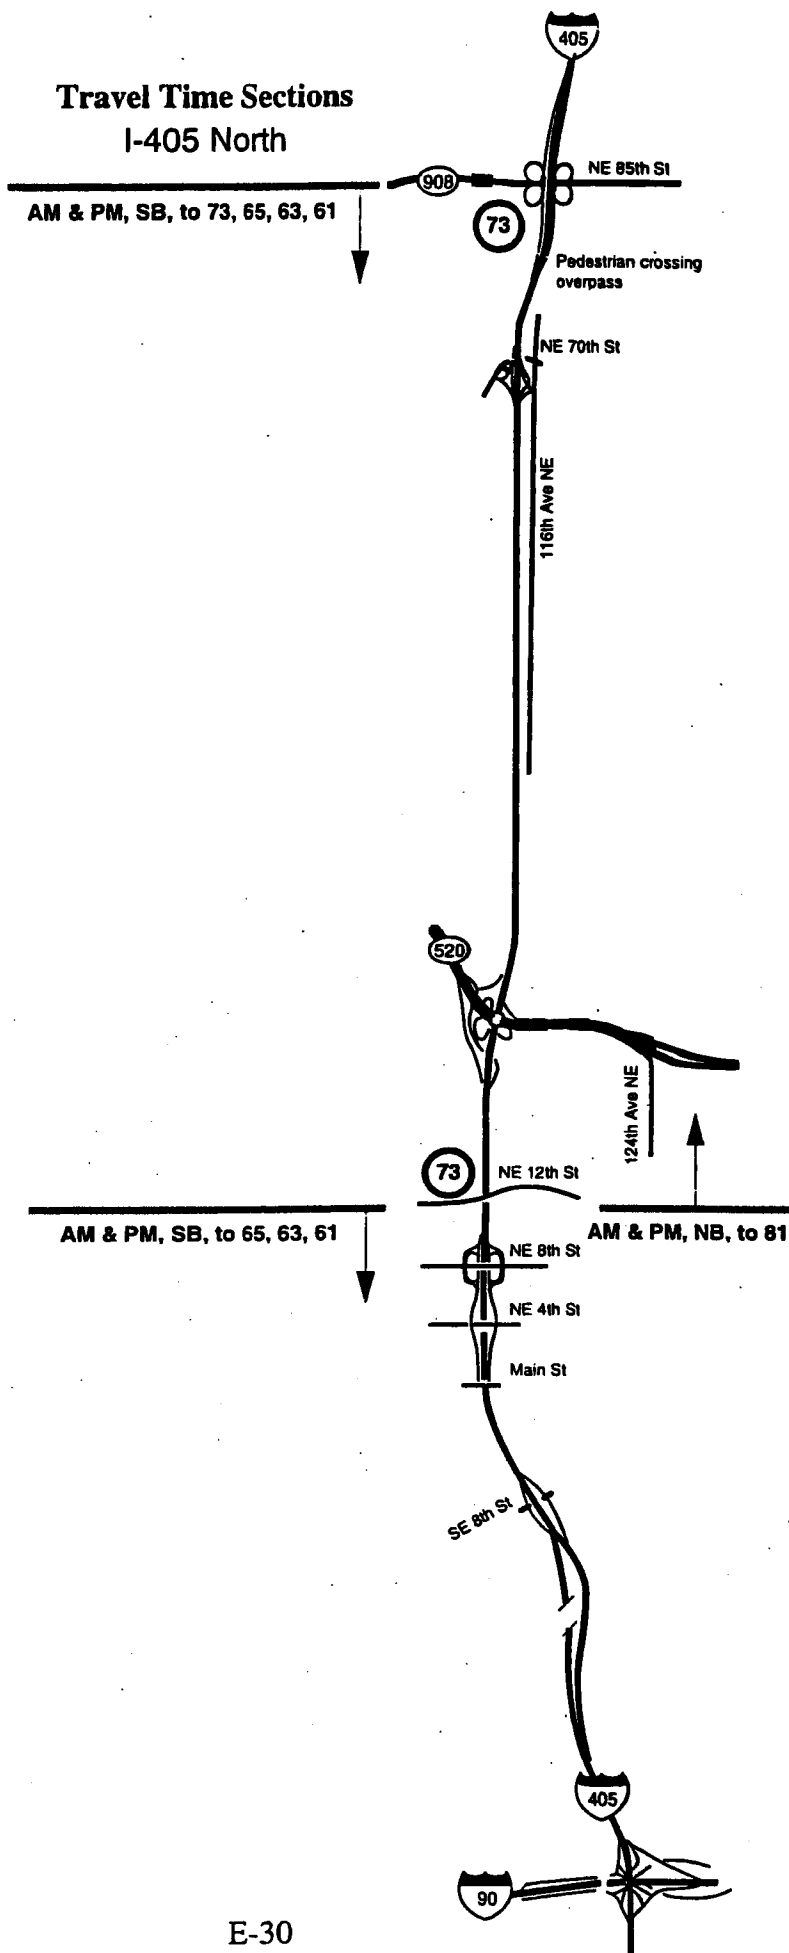 405
Travel Time Sections
I-405 North
NE 85th St
908
AM & PM, SB, to 73, 65, 63, 61
73
Pedestrian crossing
overpass
NE 70th St
116th Ave NE
520
124th Ave NE
73
NE 12th St
AM & PM, SB, to 65, 63, 61
AM & PM, NB, to 81
NE 8th St
NE 4th St
Main St
SE 8th St
405
90
E-30